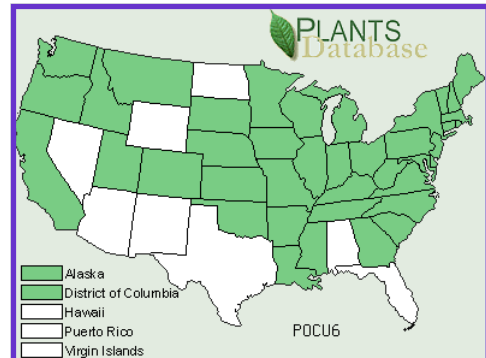 PLANTS
Database
Alaska
District of Columbia
Hawaii
Puerto Rico
Virgin Islands
POCU6